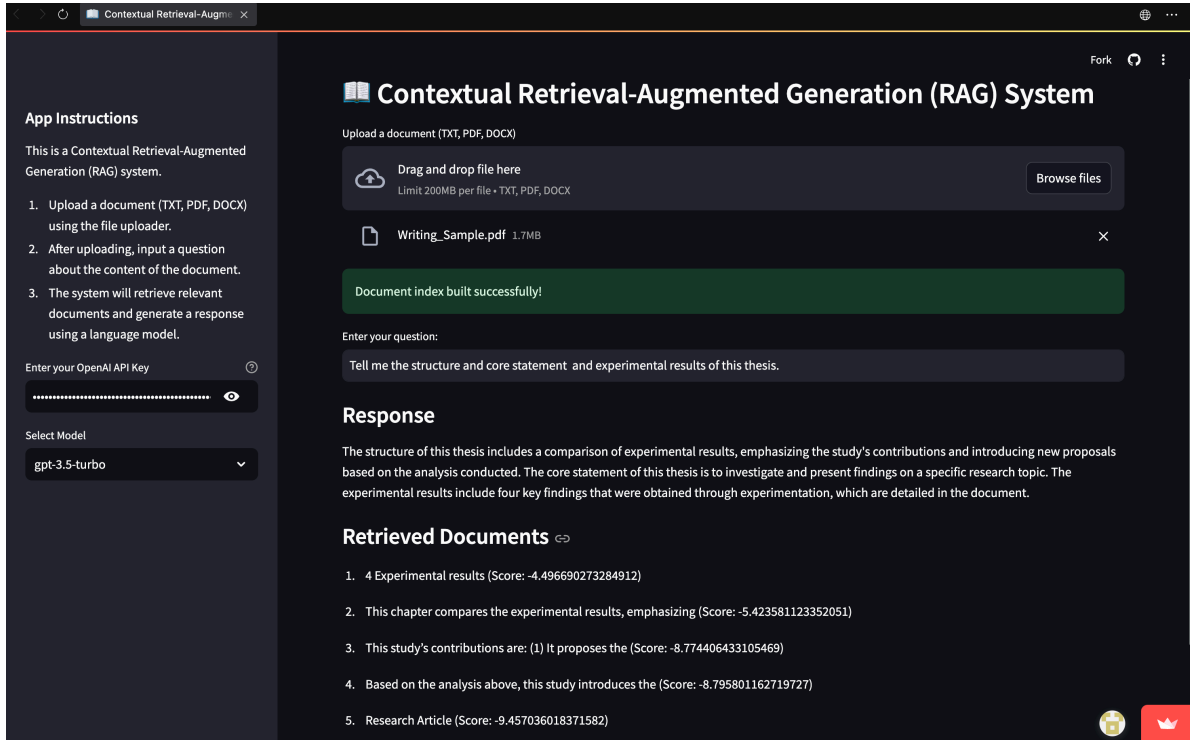 Contextual Retrieval-Augme
Fork
App Instructions
This is a Contextual Retrieval-Augmented
Generation (RAG) system.
1. Upload a document (TXT, PDF, DOCX)
using the file uploader.
2. After uploading, input a question
about the content of the document.
3. The system will retrieve relevant
documents and generate a response
using a language model.
Enter your OpenAI API Key
Select Model
gpt-3.5-turbo
Contextual Retrieval-Augmented Generation (RAG) System
Upload a document (TXT, PDF, DOCX)
Drag and drop file here
Limit 200MB per file • TXT, PDF, DOCX
Browse files
Writing_Sample.pdf 1.7MB
Document index built successfully!
Enter your question:
Tell me the structure and core statement  and experimental results of this thesis.
Response
The structure of this thesis includes a comparison of experimental results, emphasizing the study's contributions and introducing new proposals
based on the analysis conducted. The core statement of this thesis is to investigate and present findings on a specific research topic. The
experimental results include four key findings that were obtained through experimentation, which are detailed in the document.
Retrieved Documents
1. 4 Experimental results (Score: -4.496690273284912)
2. This chapter compares the experimental results, emphasizing (Score: -5.423581123352051)
3. This study's contributions are: (1) It proposes the (Score: -8.774406433105469)
4. Based on the analysis above, this study introduces the (Score: -8.795801162719727)
5. Research Article (Score: -9.457036018371582)